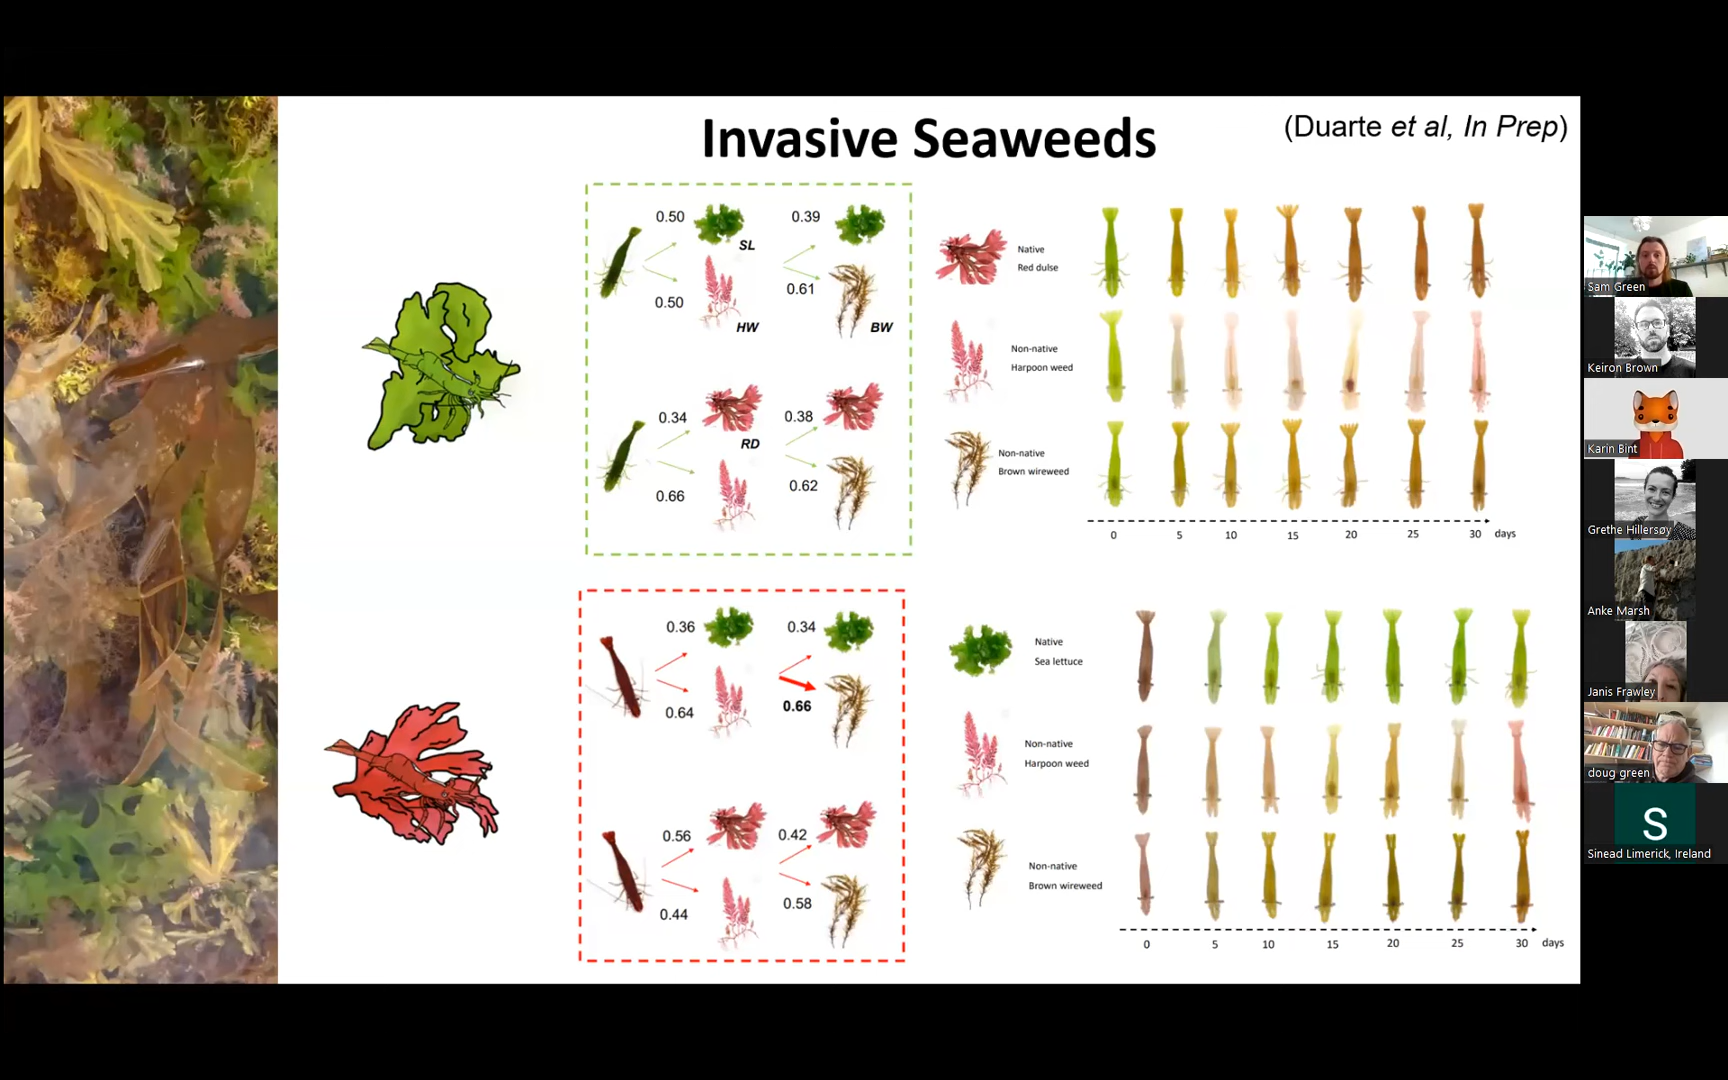 Invasive Seaweeds
(Duarte et al, In Prep)
0.50
SL
0.39
0.50
HW
0.61
BW
0.34
RD
0.38
0.66
0.62
Native
Red dulse
Non-native
Harpoon weed
Non-native
Brown wireweed
0 5 10 15 20 25 30 days
0.36
0.34
0.64
0.66
0.56
0.42
0.44
0.58
Native
Sea lettuce
Non-native
Harpoon weed
Non-native
Brown wireweed
0 5 10 15 20 25 30 days
Sam Green
Keiron Brown
Karin Bint
Grethe Hillersøy
Anke Marsh
Janis Frawley
doug green
S
Sinead Limerick, Ireland